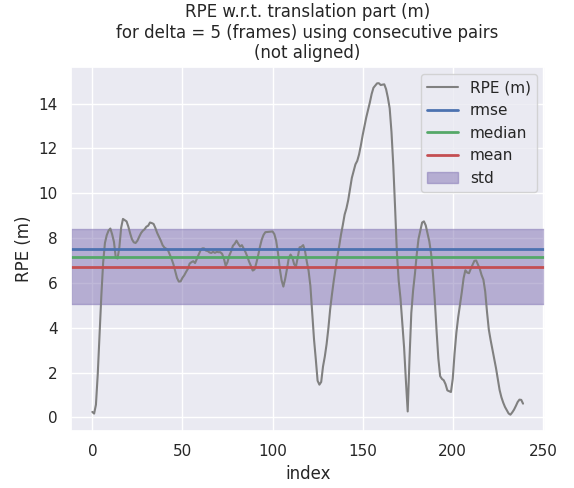 RPE w.r.t. translation part (m)
for delta = 5 (frames) using consecutive pairs
(not aligned)
RPE (m)
rmse
median
mean
std
RPE (m)
14
12
10
8
6
4
2
0
0
50
100
150
200
250
index